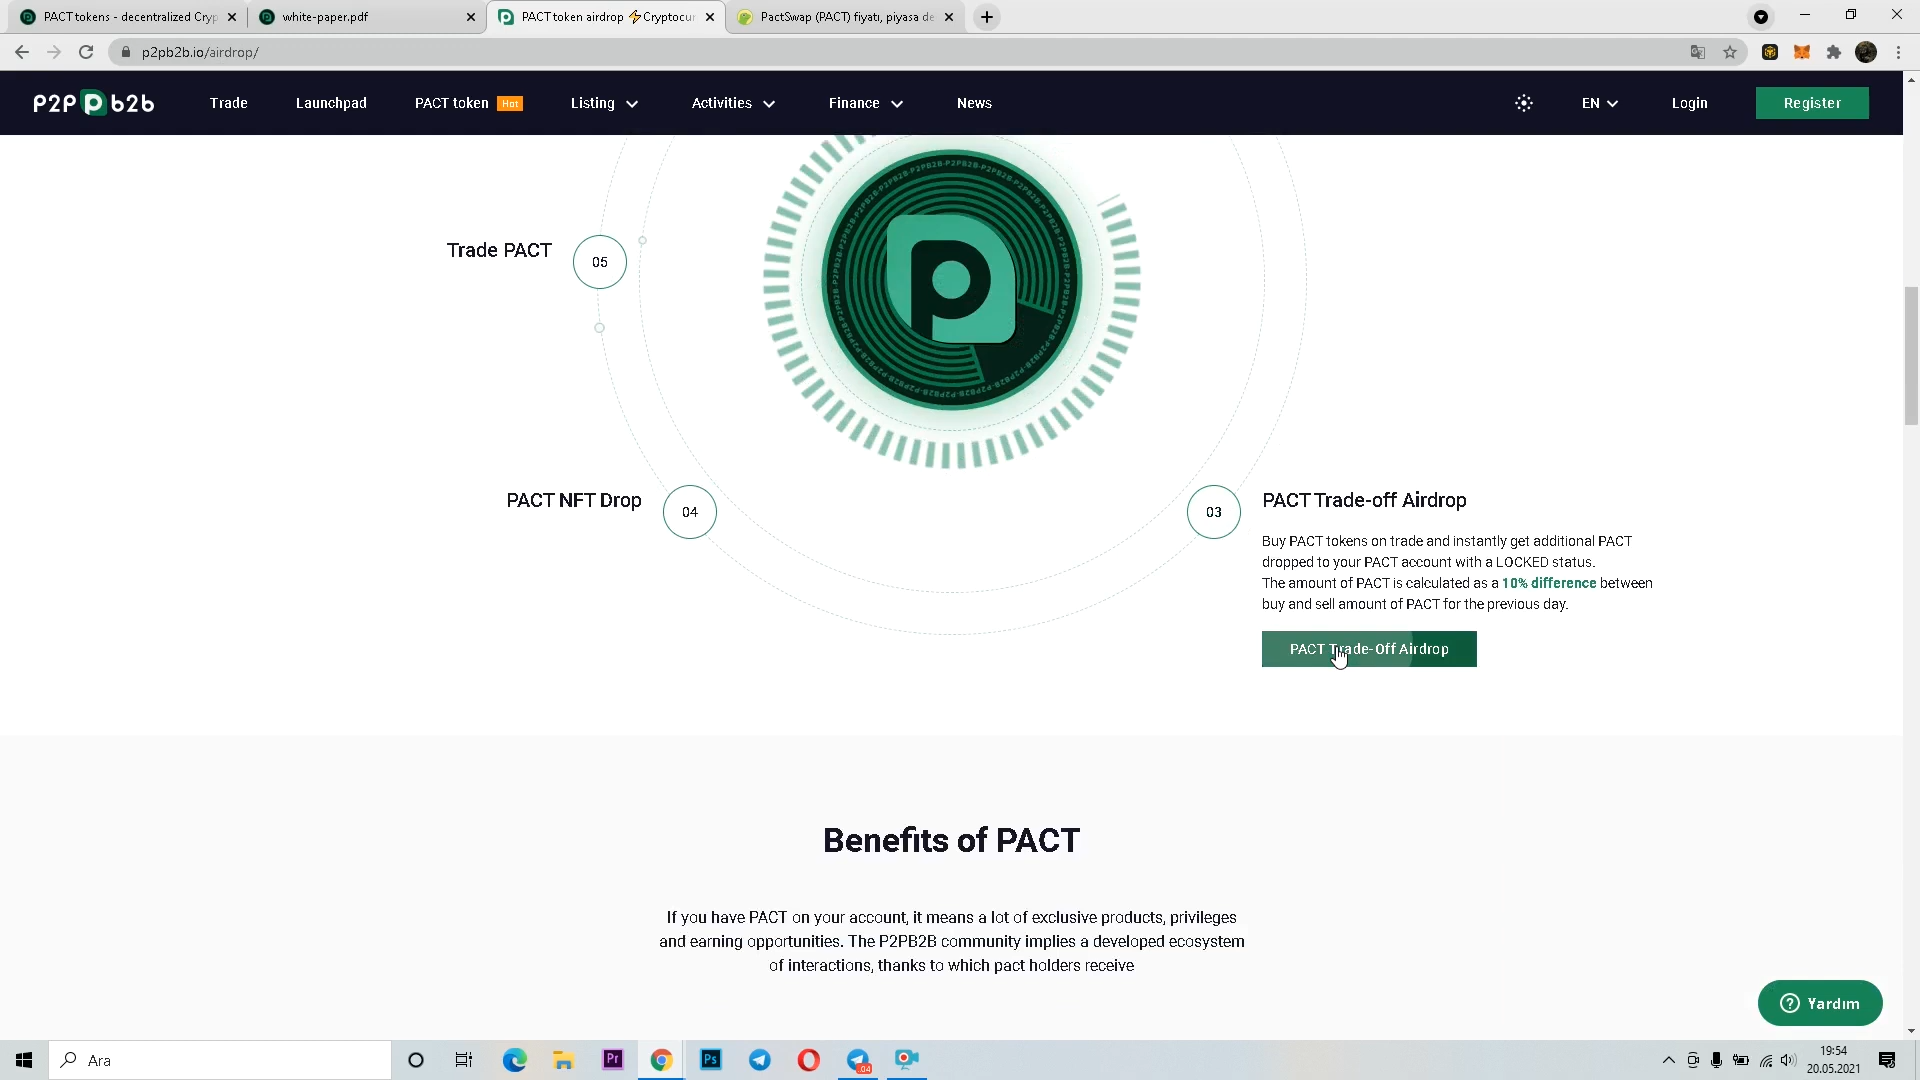 PACT tokens - decentralized Cryp
white-paper.pdf
PACT token airdrop ⚡Cryptocur
PactSwap (PACT) fiyatı, piyasa de
p2pb2b.io/airdrop/
P2P b2b
Trade
Launchpad
PACT token Hot
Listing
Activities
Finance
News
EN
Login
Register
Trade PACT
05
PACT NFT Drop
04
03
PACT Trade-off Airdrop
Buy PACT tokens on trade and instantly get additional PACT
dropped to your PACT account with a LOCKED status.
The amount of PACT is calculated as a 10% difference between
buy and sell amount of PACT for the previous day.
PACT Trade-Off Airdrop
Benefits of PACT
If you have PACT on your account, it means a lot of exclusive products, privileges
and earning opportunities. The P2PB2B community implies a developed ecosystem
of interactions, thanks to which pact holders receive
Yardım
Ara
Pr
Ps
04
19:54
20.05.2021